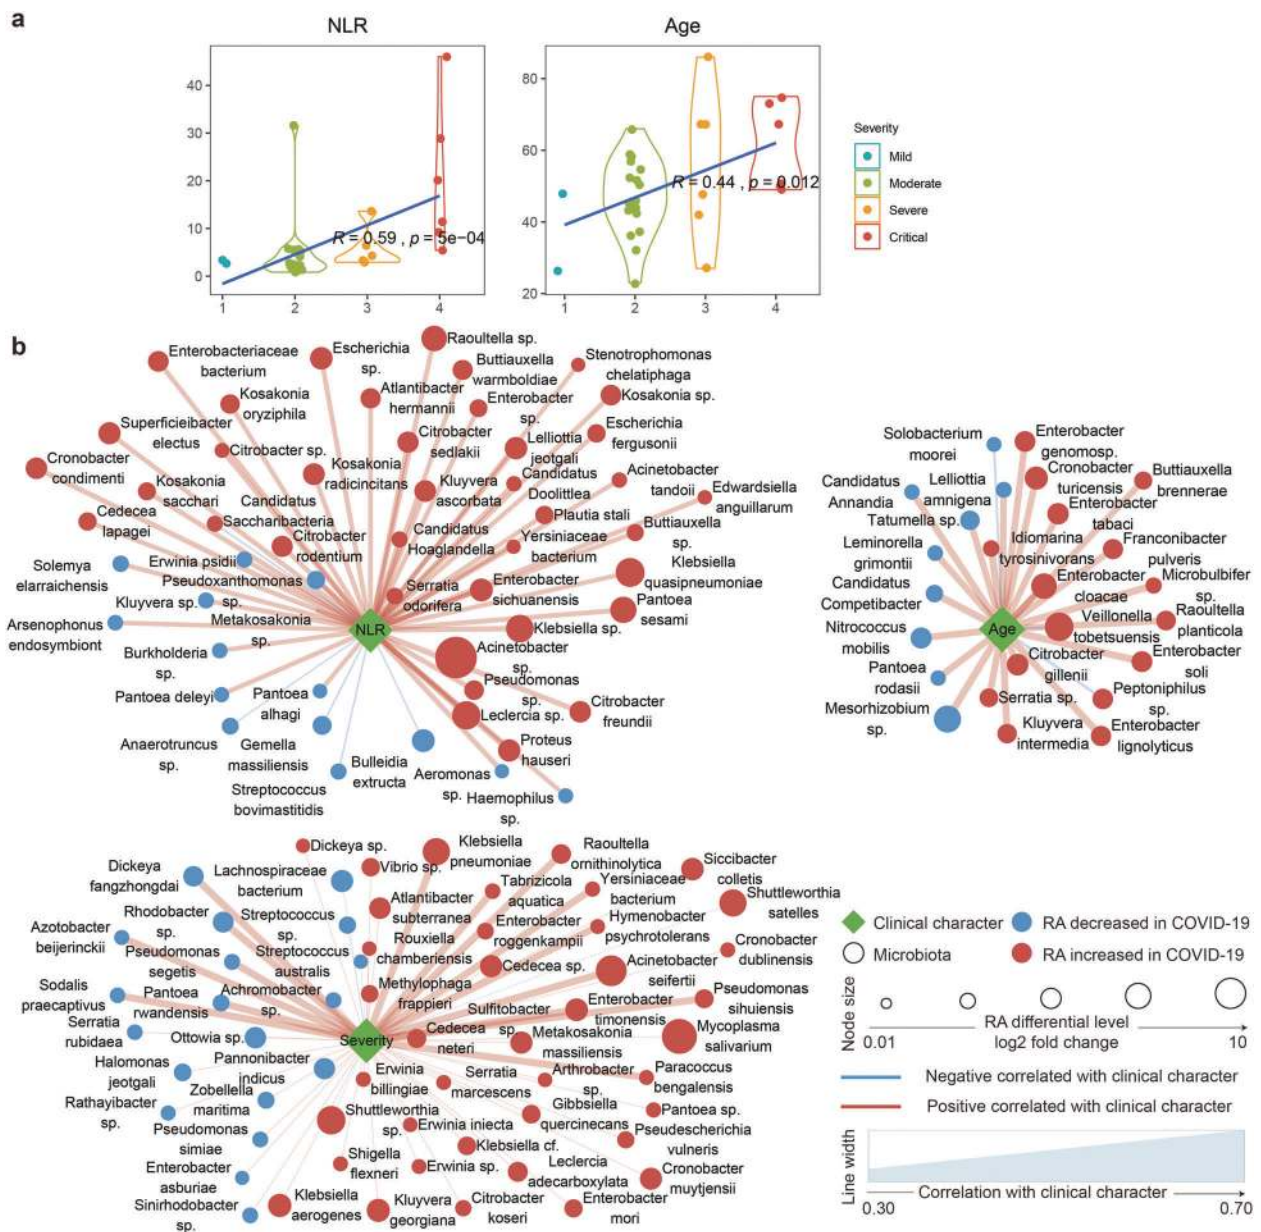 a
NLR
Age
40
30
20
10
0
1
2
3
4
R = 0.59 , p = 5e−04
80
60
40
20
1
2
3
4
R = 0.44 , p = 0.012
Severity
Mild
Moderate
Severe
Critical
b
Enterobacteriaceae
bacterium
Escherichia
sp.
Raoultella sp.
Buttiauxella
warmboldiae
Stenotrophomonas
chelatiphaga
Kosakonia
oryziphila
Atlantibacter
hermannii
Enterobacter
sp.
Kosakonia sp.
Superficieibacter
electus
Citrobacter sp.
Citrobacter
sedlakii
Lelliottia
jeotgali
Escherichia
fergusonii
Cronobacter
condimenti
Kosakonia
sacchari
Kosakonia
radicincitans
Kluyvera
ascorbata
Candidatus
Doolittlea
Acinetobacter
tandoii
Edwardsiella
anguillarum
Cedecea
lapagei
Candidatus
Saccharibacteria
Citrobacter
rodentium
Candidatus
Hoaglandella
Plautia stali
Yersiniaceae
bacterium
Buttiauxella
sp.
Solemya
elarraichensis
Erwinia psidii
Pseudoxanthomonas
sp.
Klebsiella
quasipneumoniae
Kluyvera sp.
Serratia
odorifera
Enterobacter
sichuanensis
Pantoea
sesami
Arsenophonus
endosymbiont
Metakosakonia
sp.
NLR
Klebsiella sp.
Burkholderia
sp.
Acinetobacter
sp.
Pantoea deleyi
Pantoea
alhagi
Pseudomonas
sp.
Leclercia sp.
Citrobacter
freundii
Anaerotruncus
sp.
Gemella
massiliensis
Bulleidia
extructa
Proteus
hauseri
Streptococcus
bovimastitidis
Aeromonas
sp.
Haemophilus
sp.
Solobacterium
moorei
Enterobacter
genomosp.
Candidatus
Annandia
Lelliottia
amnigena
Cronobacter
turicensis
Buttiauxella
brennerae
Tatumella sp.
Enterobacter
tabaci
Leminorella
grimontii
Idiomarina
tyrosinivorans
Franconibacter
pulveris
Candidatus
Competibacter
Enterobacter
cloacae
Microbulbifer
sp.
Nitrococcus
mobilis
Age
Veillonella
tobetsuensis
Raoultella
planticola
Pantoea
rodasii
Citrobacter
gillenii
Enterobacter
soli
Mesorhizobium
sp.
Serratia sp.
Peptoniphilus
sp.
Kluyvera
intermedia
Enterobacter
lignolyticus
Dickeya sp.
Klebsiella
pneumoniae
Raoultella
ornithinolytica
Siccibacter
colletis
Dickeya
fangzhongdai
Lachnospiraceae
bacterium
Vibrio sp.
Tabrizicola
aquatica
Yersiniaceae
bacterium
Shuttleworthia
satelles
Azotobacter
beijerinckii
Rhodobacter
sp.
Streptococcus
sp.
Atlantibacter
subterranea
Enterobacter
roggenkampii
Hymenobacter
psychrotolerans
Cronobacter
dublinensis
Pseudomonas
segetis
Streptococcus
australis
Rouxiella
chamberiensis
Cedecea sp.
Acinetobacter
seifertii
Sodalis
praecaptivus
Pantoea
rwandensis
Achromobacter
sp.
Methylophaga
frappieri
Sulfitobacter
sp.
Enterobacter
timonensis
Pseudomonas
sihuiensis
Serratia
rubidaea
Ottowia sp.
Severity
Cedecea
neteri
Metakosakonia
massiliensis
Mycoplasma
salivarium
Halomonas
jeotgali
Pannonibacter
indicus
Erwinia
billingiae
Serratia
marcescens
Arthrobacter
sp.
Paracoccus
bengalensis
Rathayibacter
sp.
Zobellella
maritima
Shuttleworthia
sp.
Erwinia iniecta
Gibbsiella
quercinecans
Pantoea sp.
Pseudomonas
simiae
Klebsiella cf.
Pseudescherichia
vulneris
Enterobacter
asburiae
Shigella
flexneri
Erwinia sp.
Leclercia
adecarboxylata
Cronobacter
muytjensii
Sinirhodobacter
sp.
Klebsiella
aerogenes
Kluyvera
georgiana
Citrobacter
koseri
Enterobacter
mori
Clinical character
RA decreased in COVID-19
Microbiota
RA increased in COVID-19
Node size
RA differential level
0.01
log2 fold change
10
Negative correlated with clinical character
Positive correlated with clinical character
Line width
Correlation with clinical character
0.30
0.70